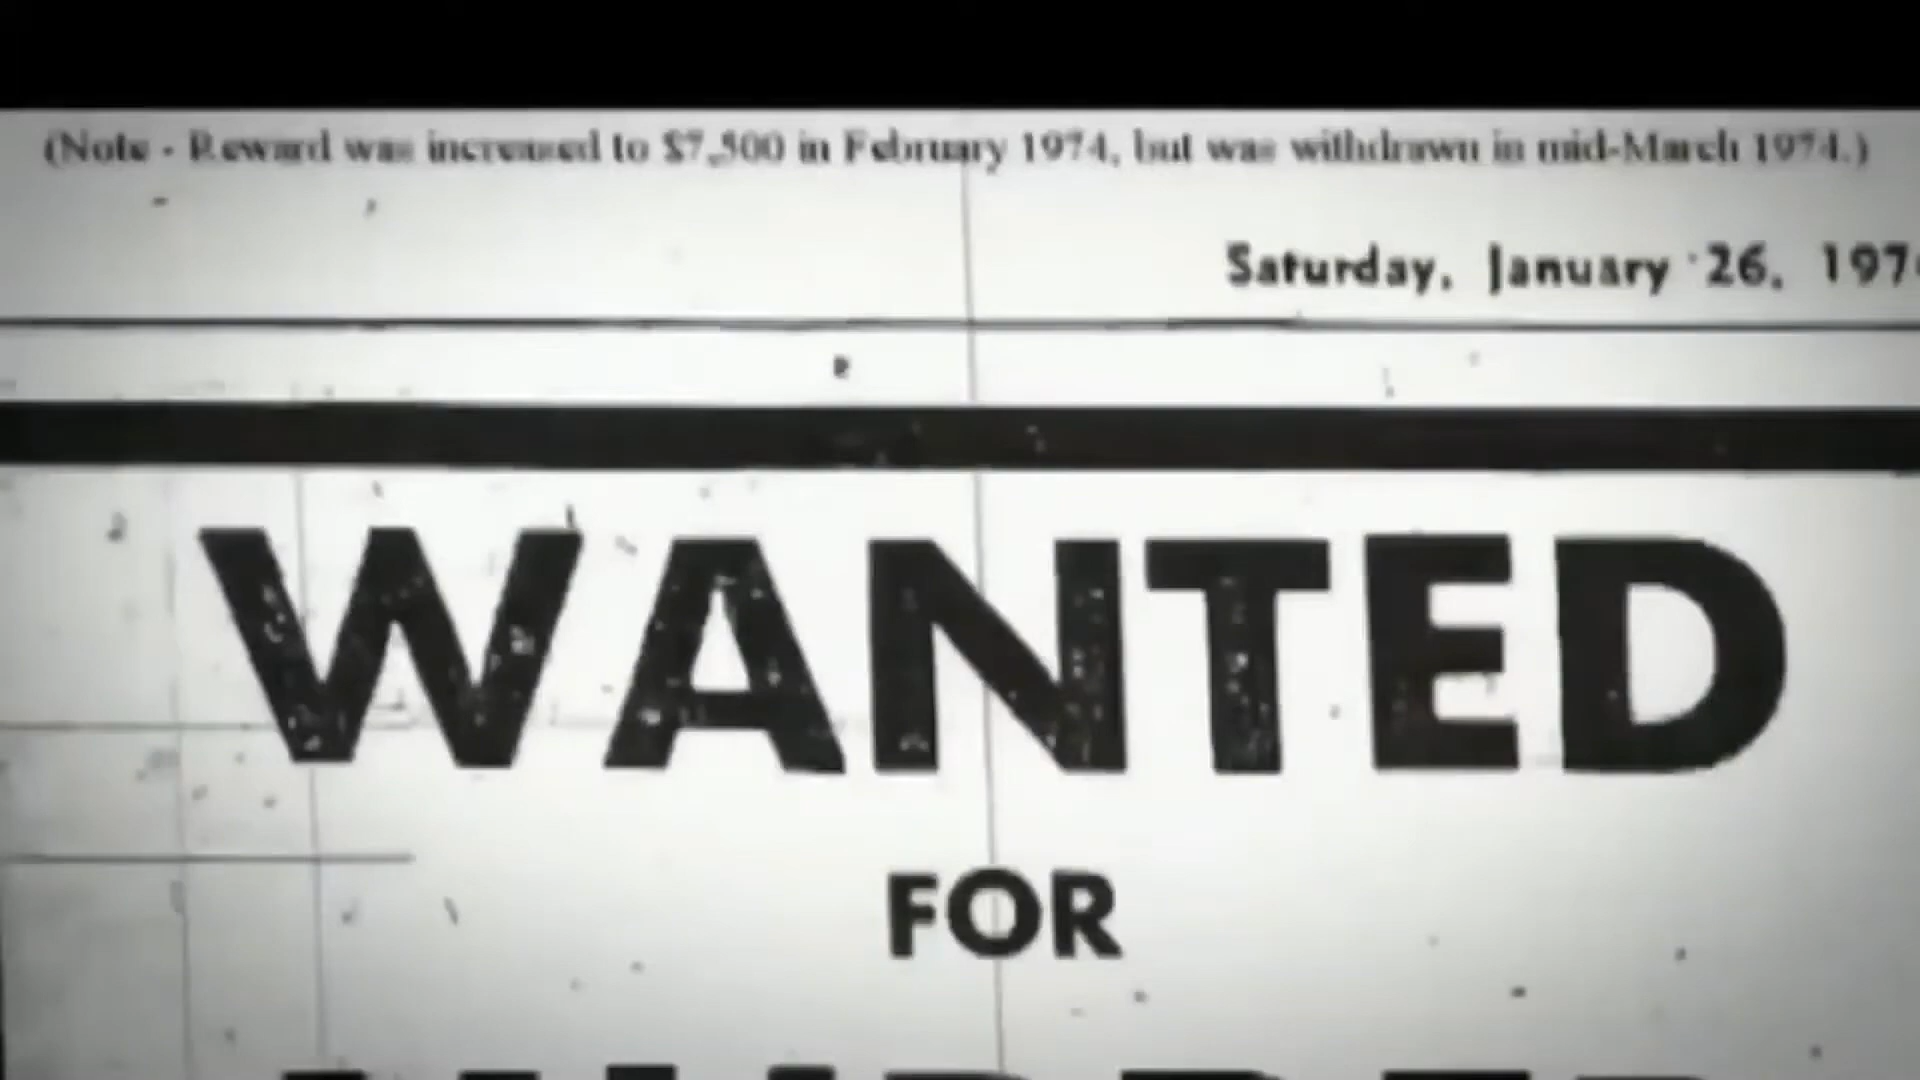 (Note - Reward was increased to $7,500 in February 1974, but was withdrawn in mid-March 1974.)
Saturday, January 26, 197
WANTED
FOR